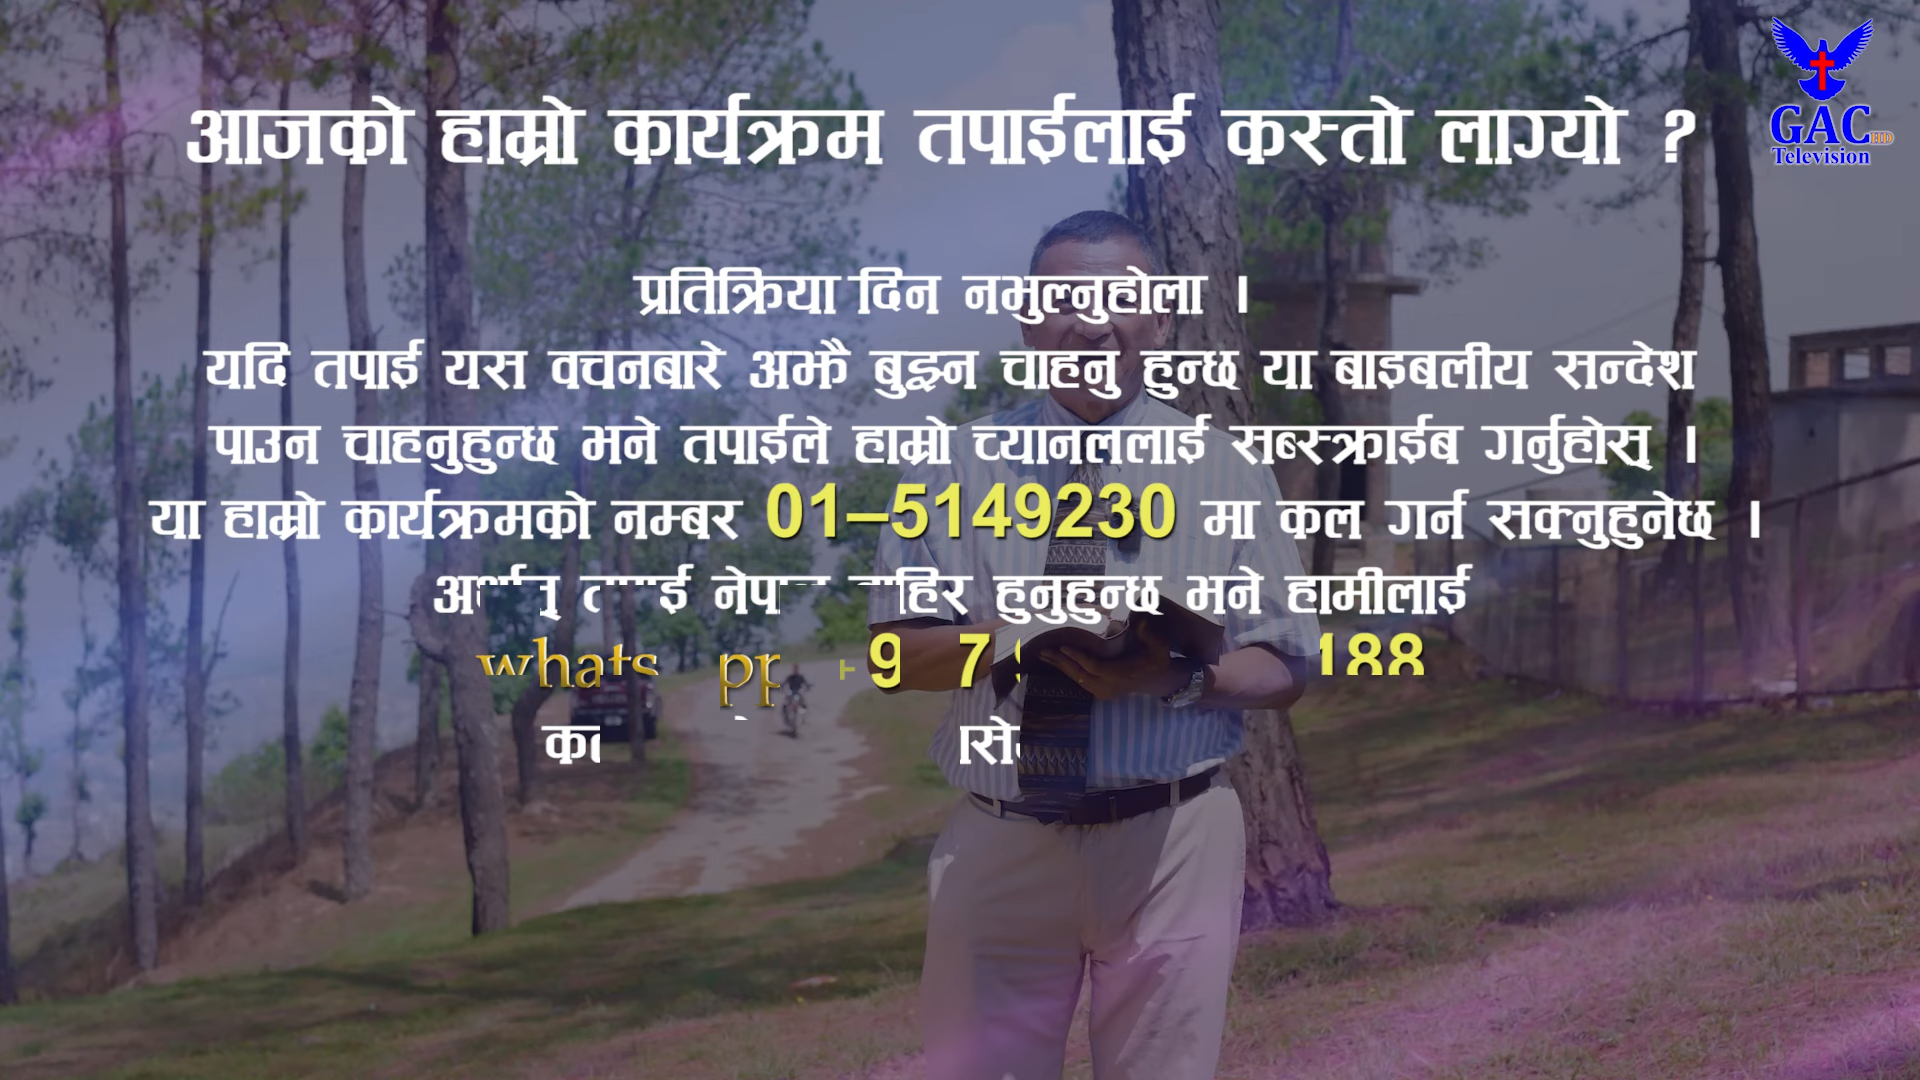 आजको हाम्रो कार्यक्रम तपाईलाई कस्तो लाग्यो ?
प्रतिक्रिया दिन नभुल्नुहोला ।
यदि तपाई यस वचनबारे अझै बुझ्न चाहनु हुन्छ या बाइबलीय सन्देश
पाउन चाहनुहुन्छ भने तपाईले हाम्रो च्यानललाई सब्स्क्राईब गर्नुहोस् ।
या हाम्रो कार्यक्रमको नम्बर 01–5149230 मा कल गर्न सक्नुहुनेछ ।
हुनुहुन्छ भने हामीलाई
GAC HD
Television